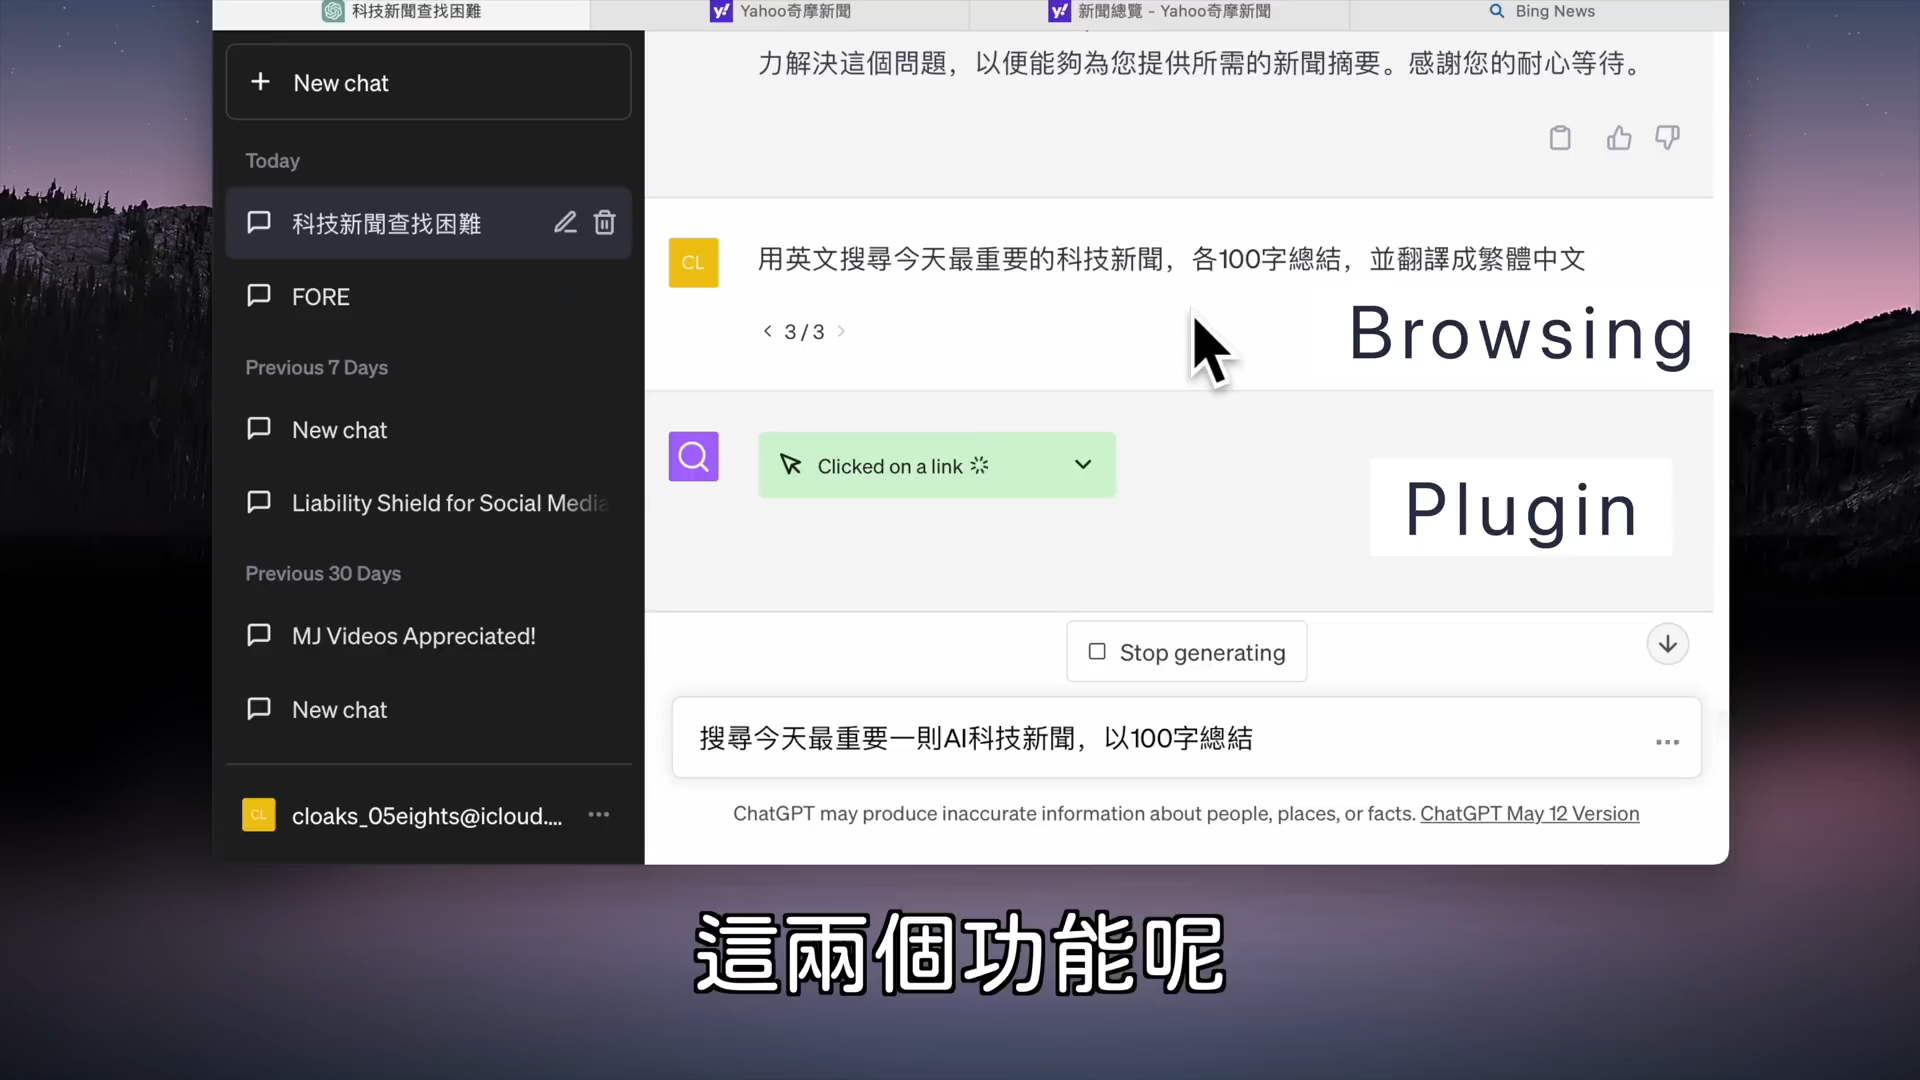 科技新聞查找困難
Yahoo奇摩新聞
新聞總覽 - Yahoo奇摩新聞
Bing News
New chat
Today
科技新聞查找困難
FORE
Previous 7 Days
New chat
Liability Shield for Social Media
Previous 30 Days
MJ Videos Appreciated!
New chat
CL
cloaks_05eights@icloud....
力解決這個問題，以便能夠為您提供所需的新聞摘要。感謝您的耐心等待。
CL
用英文搜尋今天最重要的科技新聞，各100字總結，並翻譯成繁體中文
3 / 3
Browsing
Clicked on a link
Plugin
Stop generating
搜尋今天最重要一則AI科技新聞，以100字總結
ChatGPT may produce inaccurate information about people, places, or facts. ChatGPT May 12 Version
這兩個功能呢